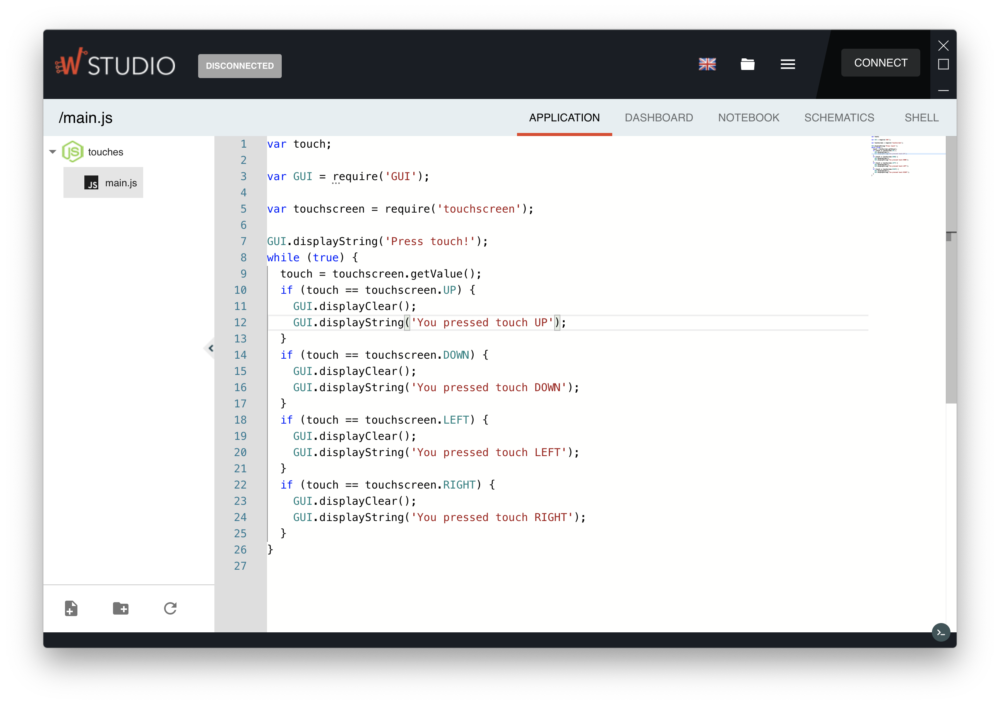 W STUDIO
DISCONNECTED
CONNECT
/main.js
APPLICATION DASHBOARD NOTEBOOK SCHEMATICS SHELL
touches
JS main.js
1 var touch;
2
3 var GUI = require('GUI');
4
5 var touchscreen = require('touchscreen');
6
7 GUI.displayString('Press touch!');
8 while (true) {
9 touch = touchscreen.getValue();
10 if (touch == touchscreen.UP) {
11 GUI.displayClear();
12 GUI.displayString('You pressed touch UP');
13 }
14 if (touch == touchscreen.DOWN) {
15 GUI.displayClear();
16 GUI.displayString('You pressed touch DOWN');
17 }
18 if (touch == touchscreen.LEFT) {
19 GUI.displayClear();
20 GUI.displayString('You pressed touch LEFT');
21 }
22 if (touch == touchscreen.RIGHT) {
23 GUI.displayClear();
24 GUI.displayString('You pressed touch RIGHT');
25 }
26 }
27